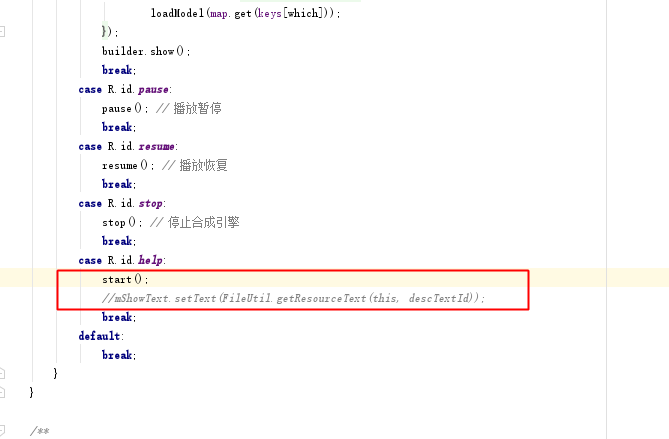 loadModel(map.get(keys[which]));
});
builder.show();
break;
case R.id.pause:
pause(); // 播放暂停
break;
case R.id.resume:
resume(); // 播放恢复
break;
case R.id.stop:
stop(); // 停止合成引擎
break;
case R.id.help:
start();
//mShowText.setText(FileUtil.getResourceText(this, descTextId));
break;
default:
break;
}
}
/**